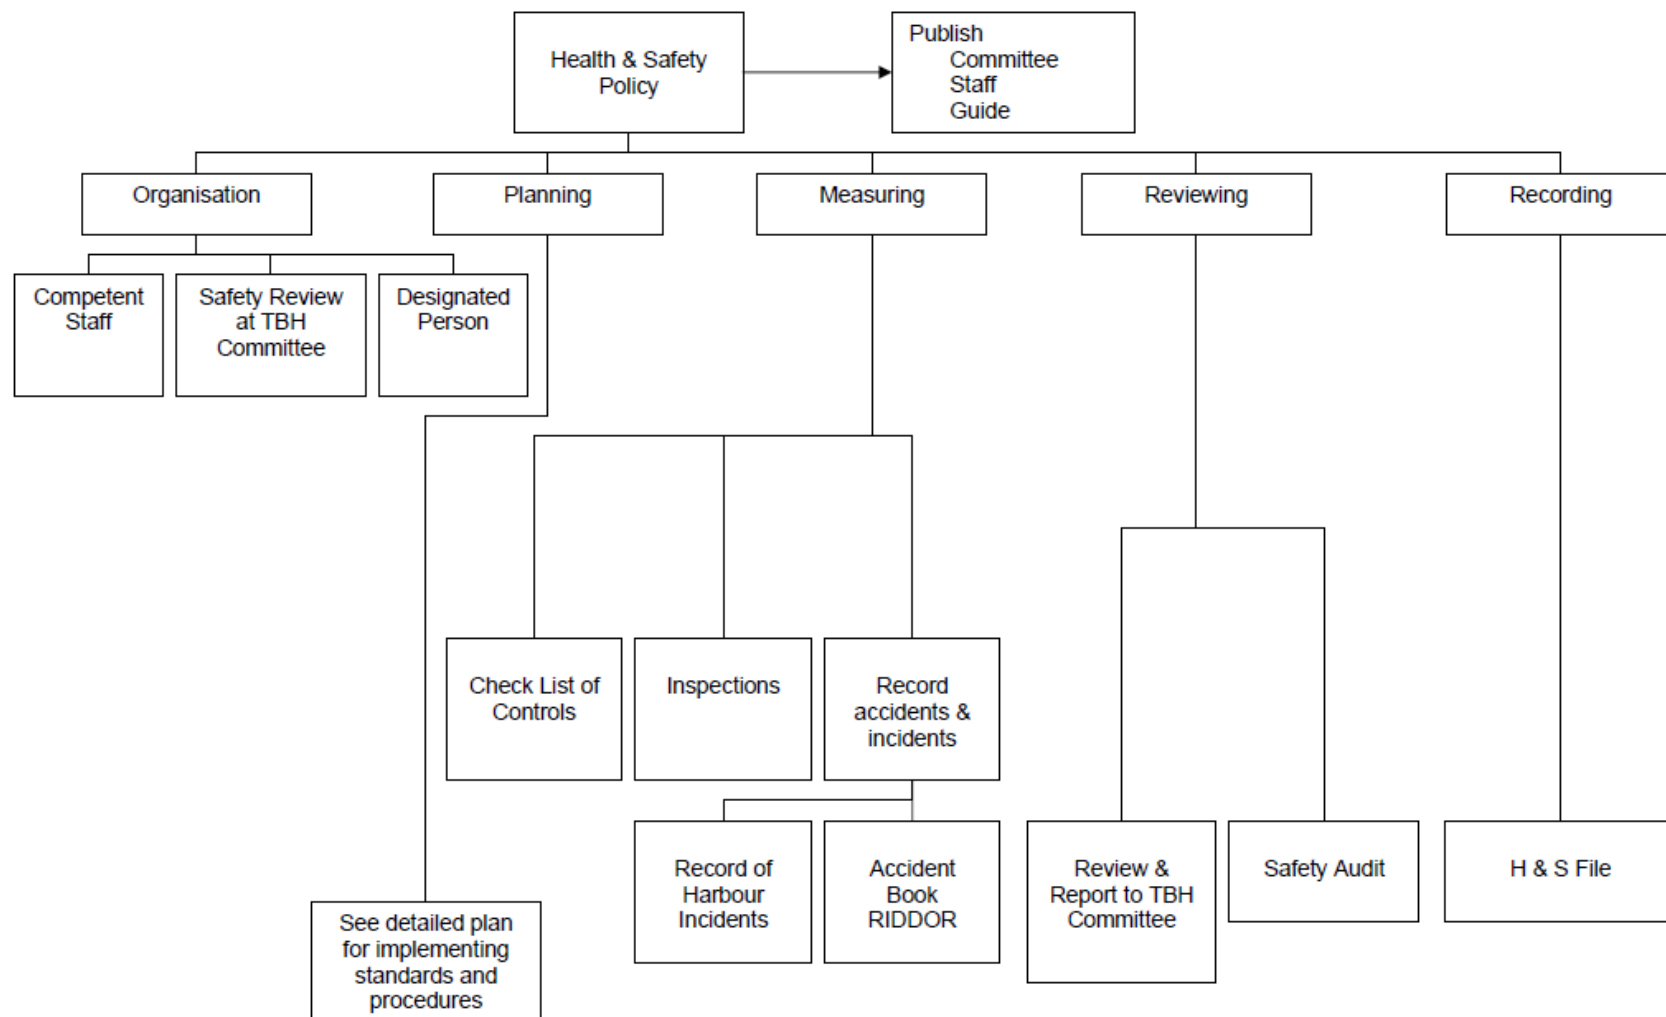 Health & Safety
Policy
Publish
Committee
Staff
Guide
Organisation
Planning
Measuring
Reviewing
Recording
Competent
Staff
Safety Review
at TBH
Committee
Designated
Person
Check List of
Controls
Inspections
Record
accidents &
incidents
Record of
Harbour
Incidents
Accident
Book
RIDDOR
Review &
Report to TBH
Committee
Safety Audit
H & S File
See detailed plan
for implementing
standards and
procedures